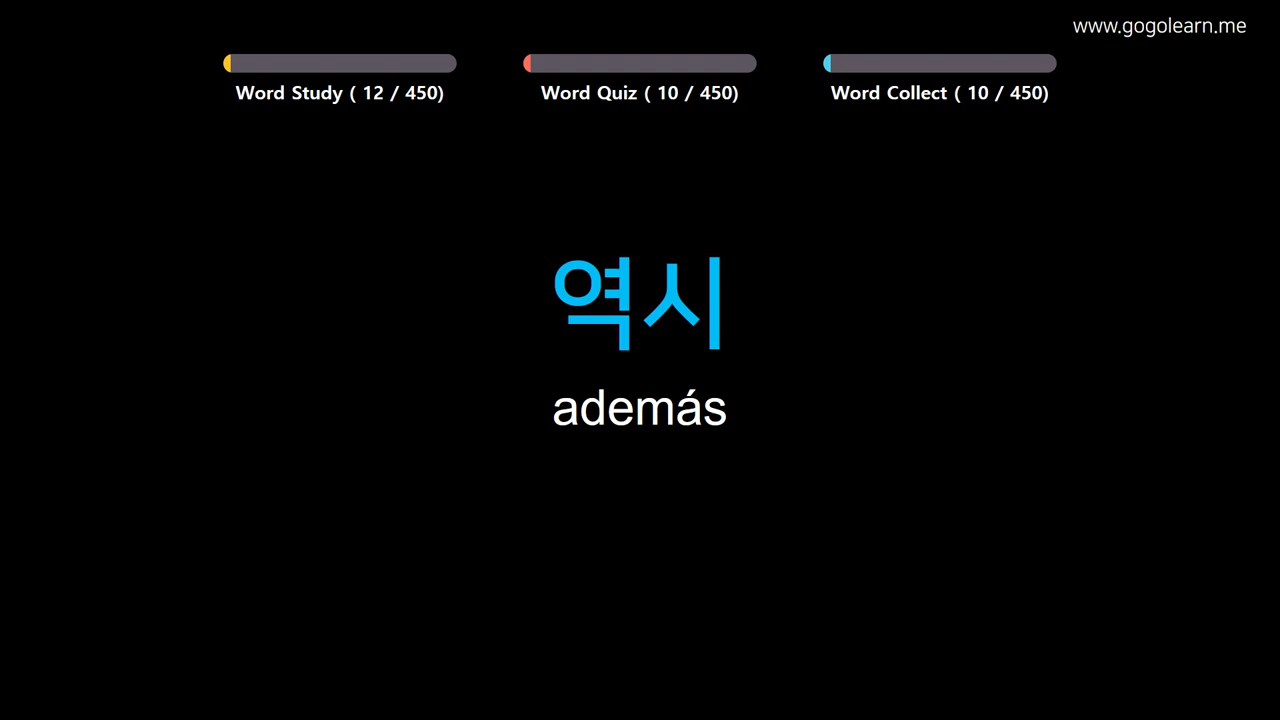 www.gogolearn.me
Word Study ( 12 / 450)
Word Quiz ( 10 / 450)
Word Collect ( 10 / 450)
역시
además